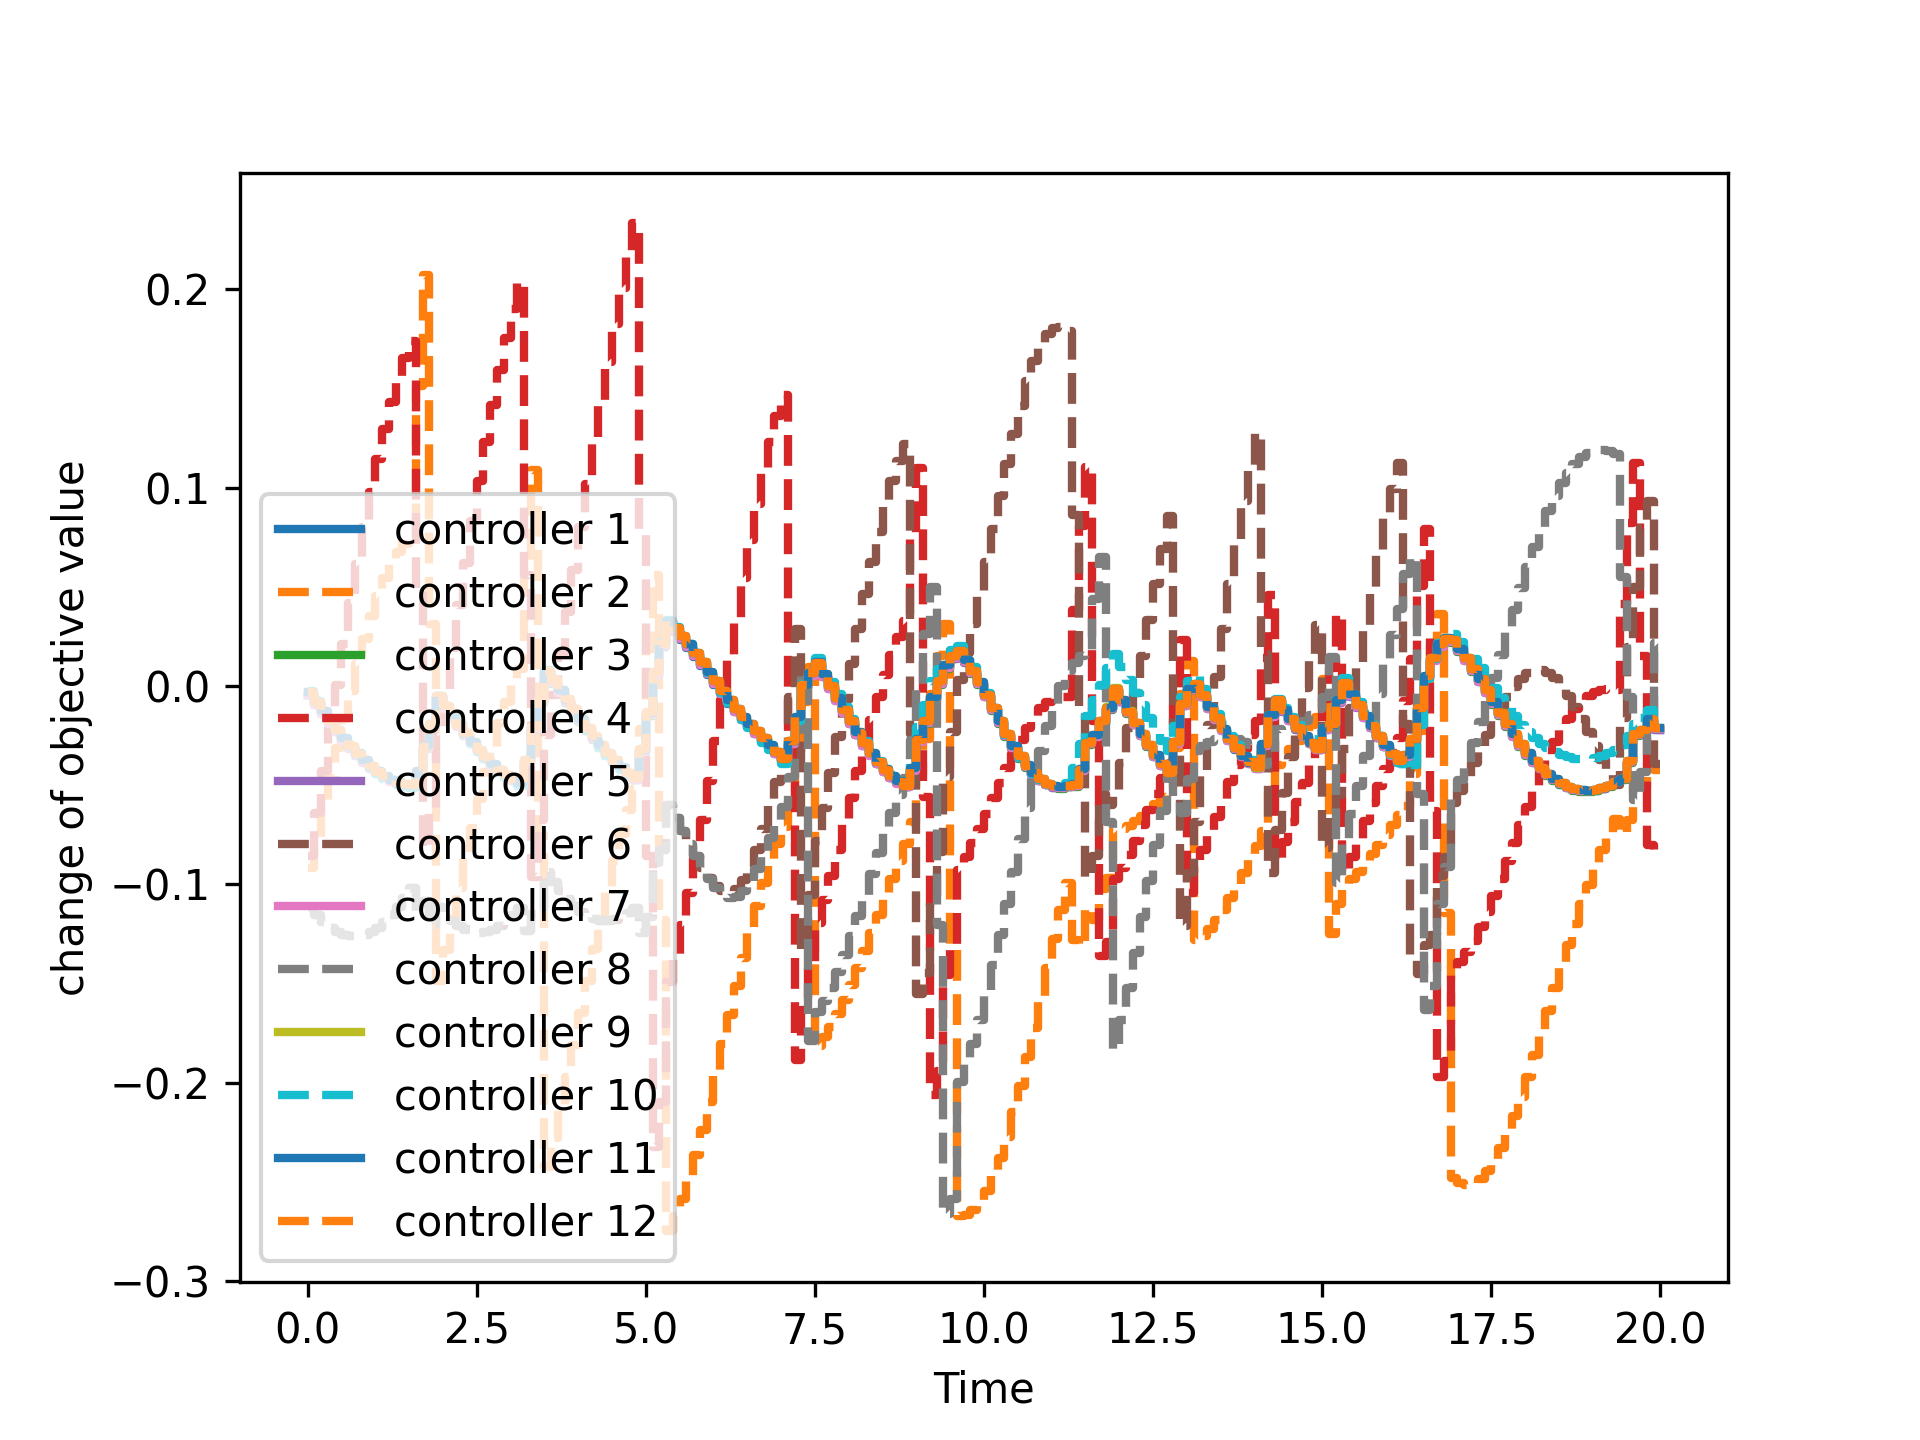 change of objective value
0.2
0.1
0.0
−0.1
−0.2
−0.3
controller 1
controller 2
controller 3
controller 4
controller 5
controller 6
controller 7
controller 8
controller 9
controller 10
controller 11
controller 12
0.0 2.5 5.0 7.5 10.0 12.5 15.0 17.5 20.0
Time